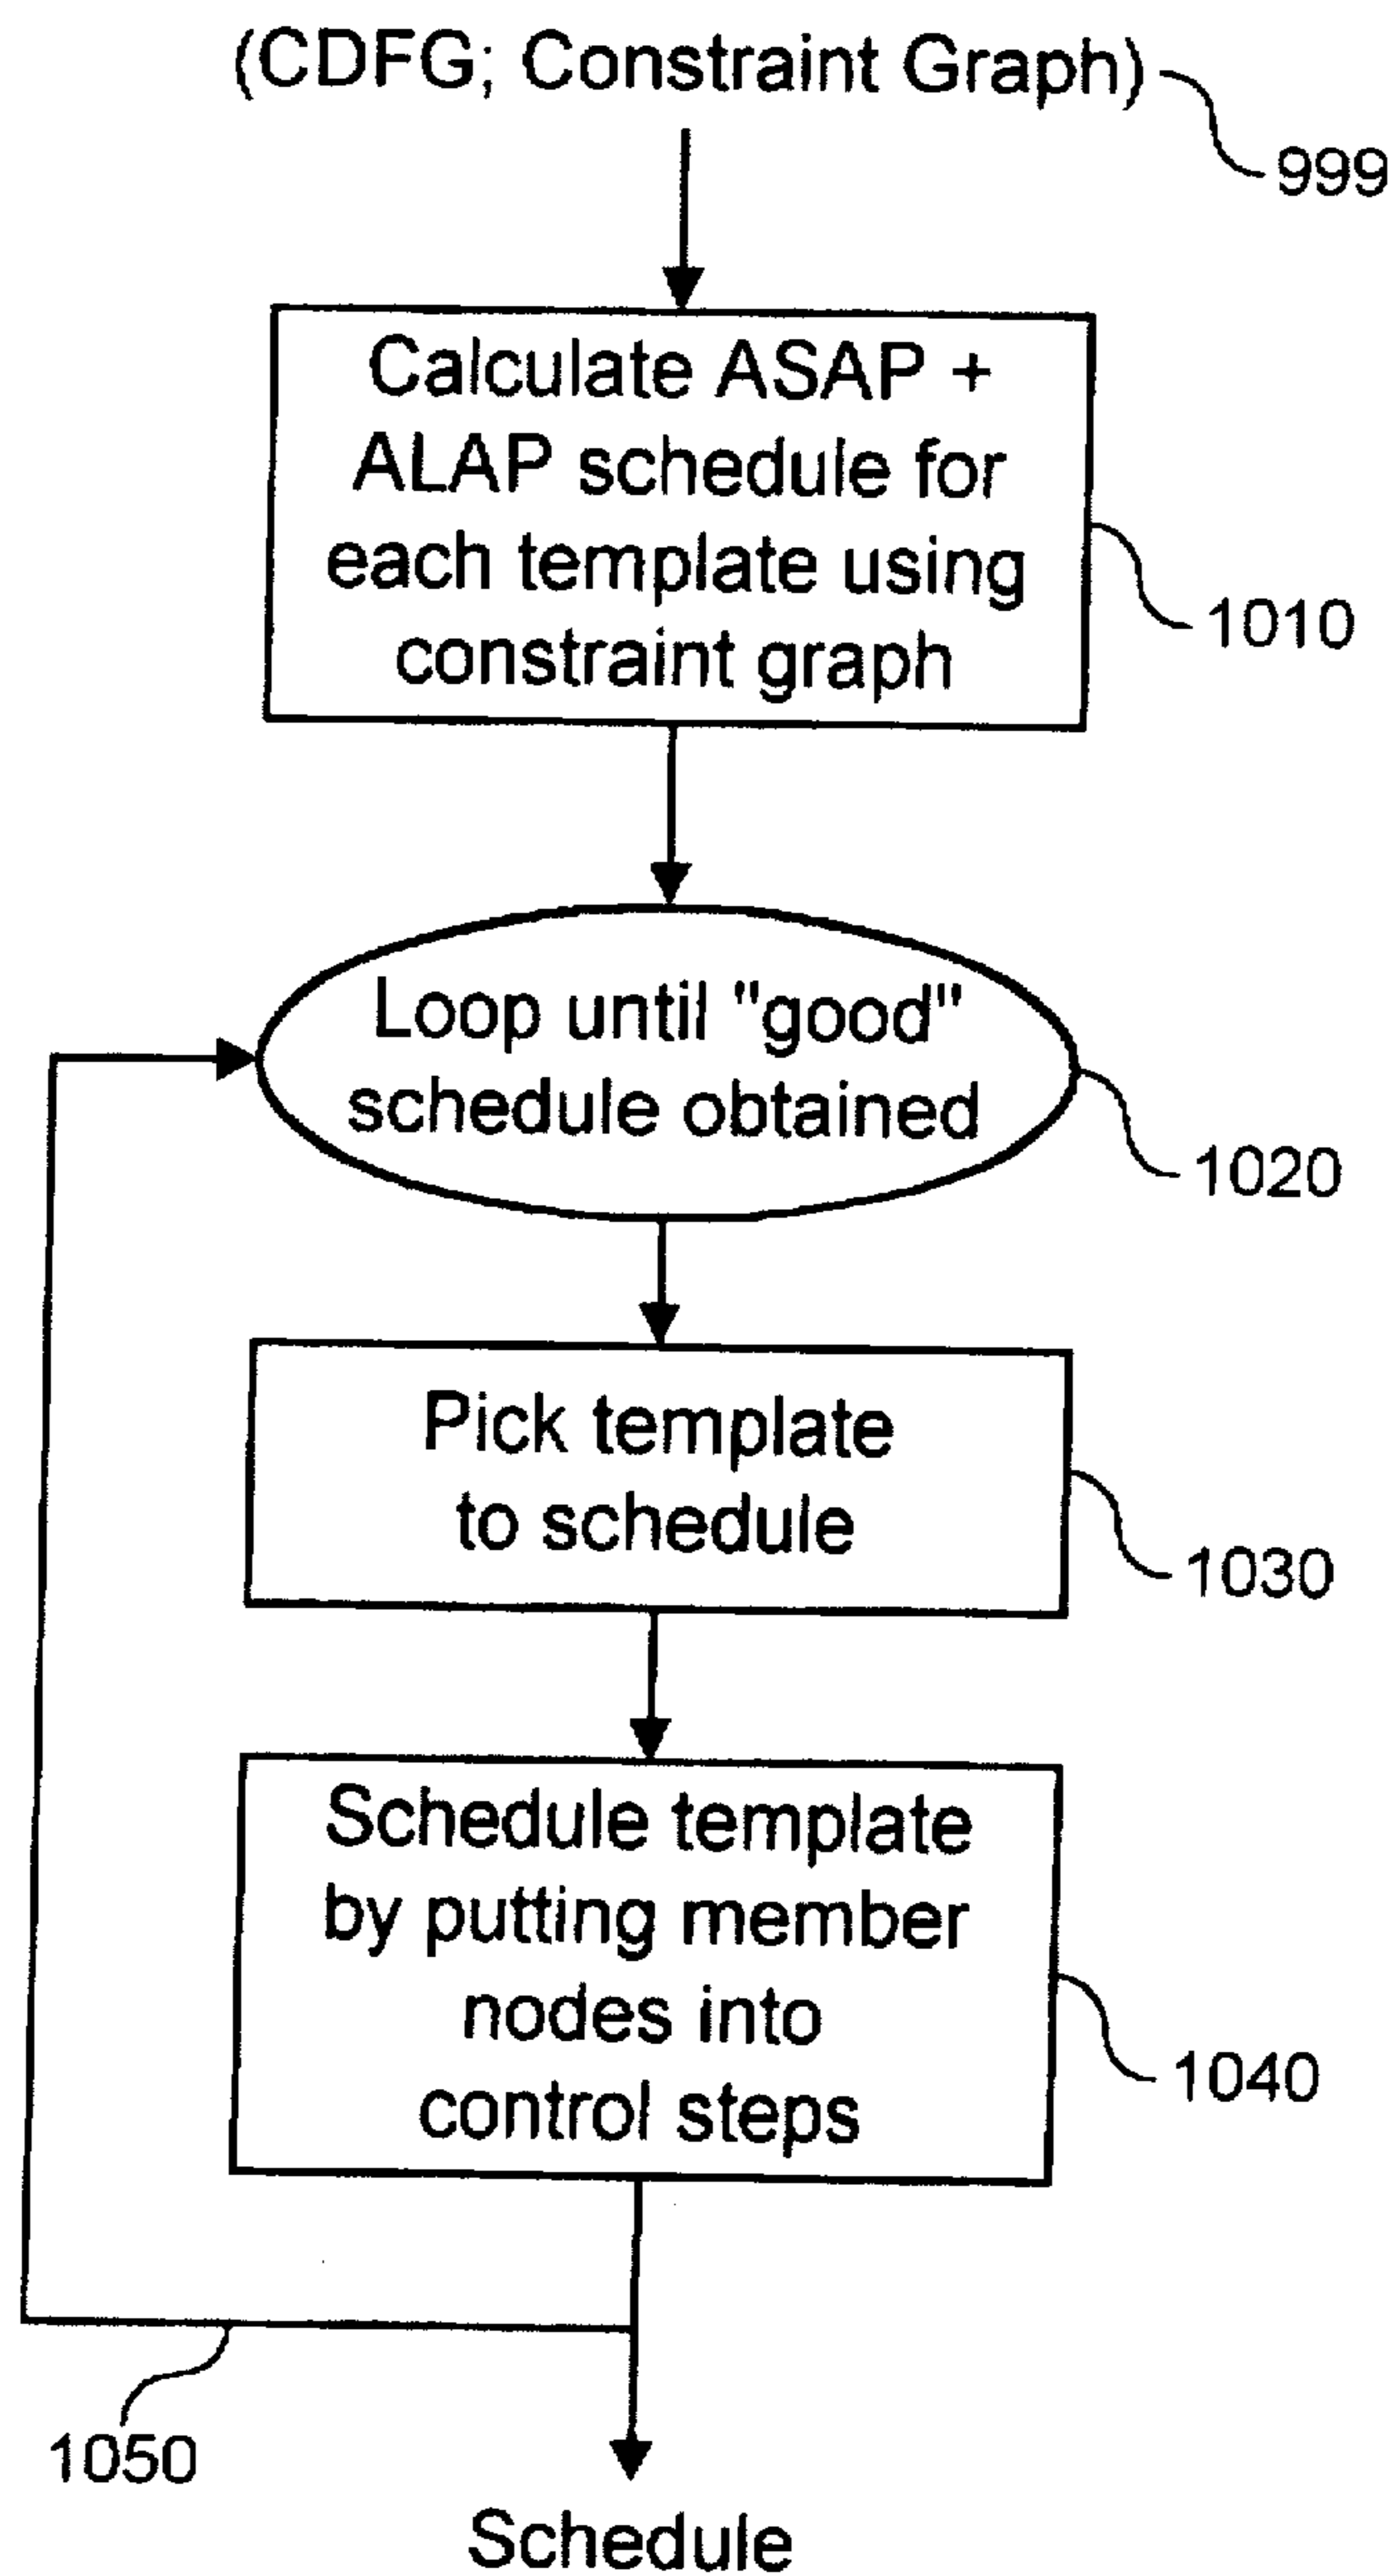 (CDFG; Constraint Graph)
999
Calculate ASAP +
ALAP schedule for
each template using
constraint graph
1010
Loop until "good"
schedule obtained
1020
Pick template
to schedule
1030
Schedule template
by putting member
nodes into
control steps
1040
1050
Schedule